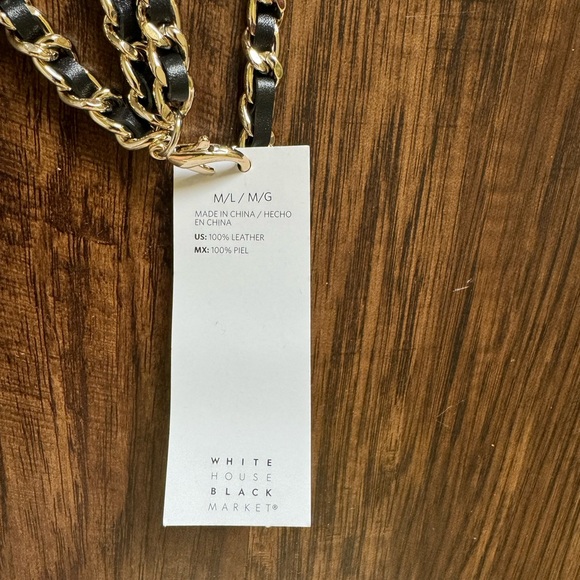 M/L / M/G
MADE IN CHINA / HECHO
EN CHINA
US: 100% LEATHER
MX: 100% PIEL
WHITE
HOUSE
BLACK
MARKET®